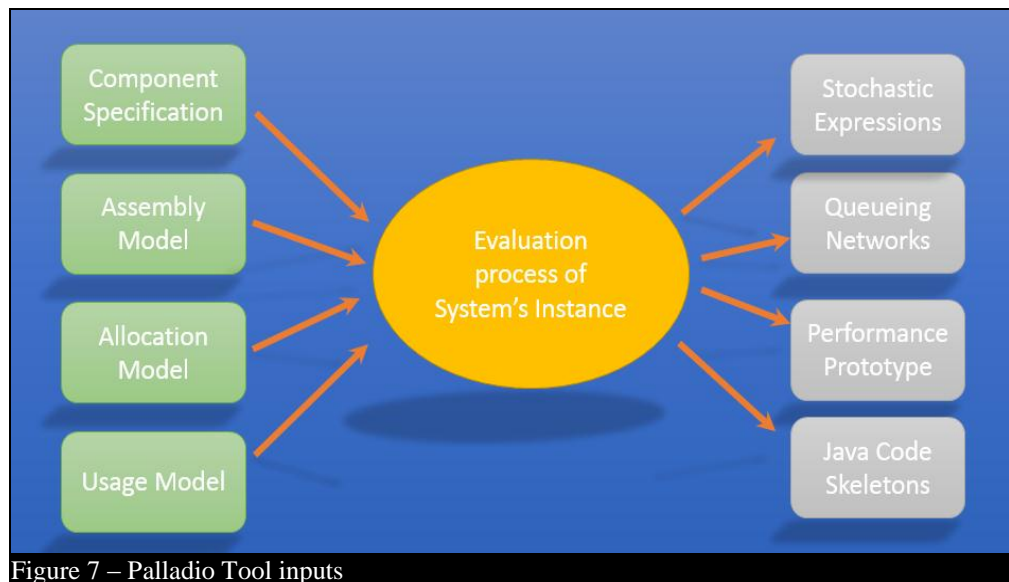 Component
Specification
Assembly
Model
Allocation
Model
Usage Model
Evaluation
process of
System's Instance
Stochastic
Expressions
Queueing
Networks
Performance
Prototype
Java Code
Skeletons
Figure 7 – Palladio Tool inputs